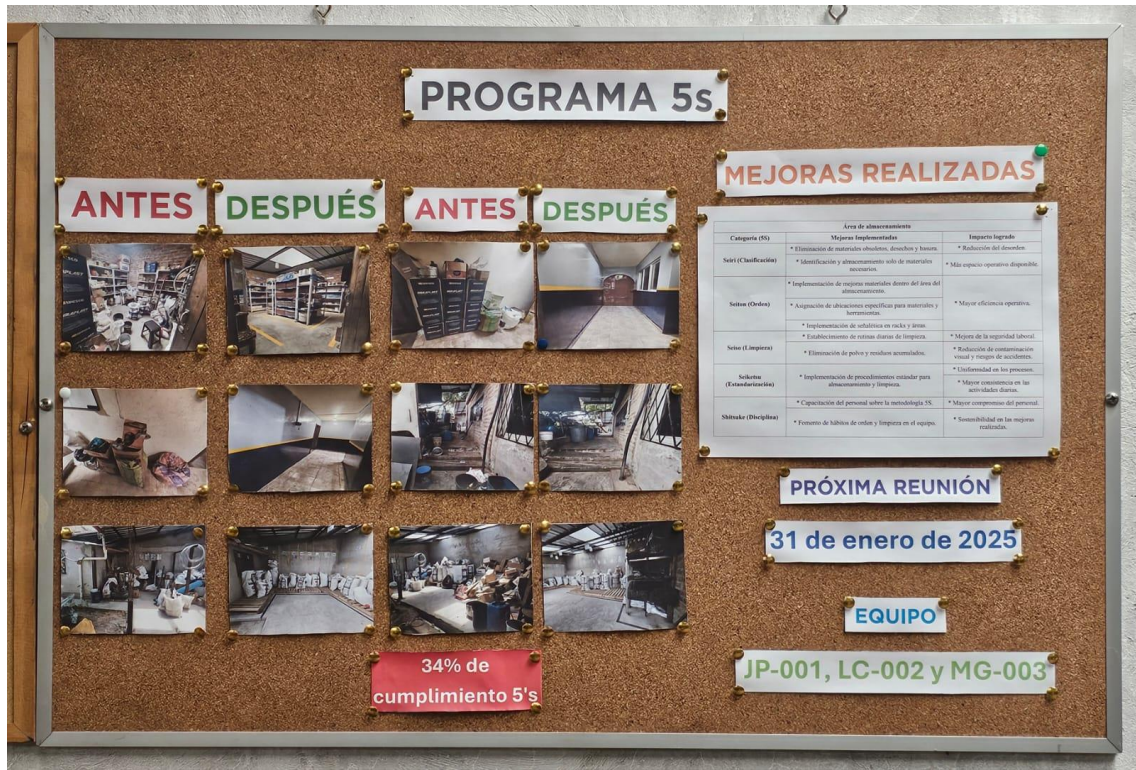 PROGRAMA 5s
ANTES
DESPUÉS
ANTES
DESPUÉS
34% de
cumplimiento 5's
MEJORAS REALIZADAS
Área de almacenamiento
Categoría (5S)
Mejoras Implementadas
Impacto logrado
Seiri (Clasificación)
* Eliminación de materiales obsoletos, desechos y basura.
* Identificación y almacenamiento solo de materiales
necesarios.
* Reducción del desorden.
* Más espacio operativo disponible.
Seiton (Orden)
* Implementación de mejoras materiales dentro del área del
almacenamiento.
* Asignación de ubicaciones específicas para materiales y
herramientas.
* Implementación de señalética en racks y áreas.
* Mayor eficiencia operativa.
Seiso (Limpieza)
* Establecimiento de rutinas diarias de limpieza.
* Eliminación de polvo y residuos acumulados.
* Mejora de la seguridad laboral.
* Reducción de contaminación
visual y riesgos de accidentes.
Seiketsu
(Estandarización)
* Implementación de procedimientos estándar para
almacenamiento y limpieza.
* Uniformidad en los procesos.
* Mayor consistencia en las
actividades diarias.
Shitsuke (Disciplina)
* Capacitación del personal sobre la metodología 5S.
* Fomento de hábitos de orden y limpieza en el equipo.
* Mayor compromiso del personal.
* Sostenibilidad en las mejoras
realizadas.
PRÓXIMA REUNIÓN
31 de enero de 2025
EQUIPO
JP-001, LC-002 y MG-003